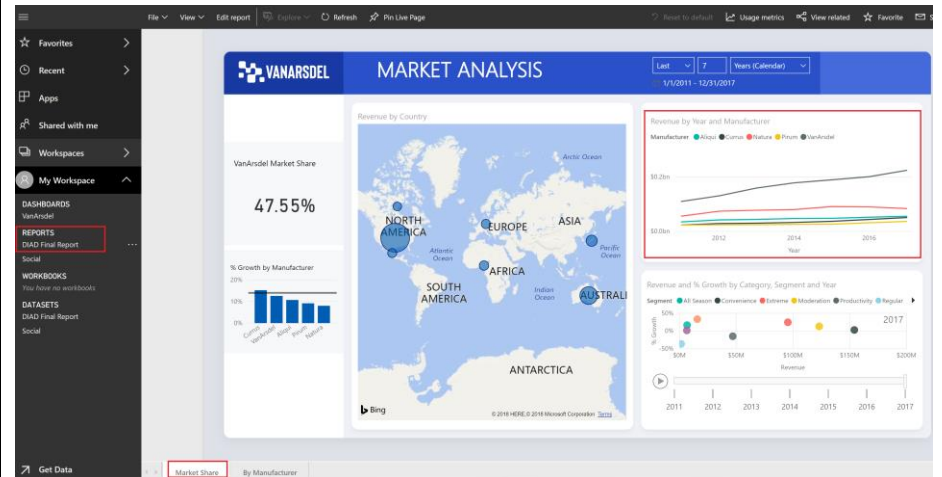 File View Edit report Explore Refresh Pin Live Page Reset to default Usage metrics View related Favorite S
Favorites
Recent
Apps
Shared with me
Workspaces
My Workspace
DASHBOARDS
VanArsdel
REPORTS
DIAD Final Report ...
Social
WORKBOOKS
You have no workbooks
DATASETS
DIAD Final Report
Social
Get Data
VANARSDEL
MARKET ANALYSIS
Last 7 Years (Calendar)
1/1/2011 - 12/31/2017
VanArsdel Market Share
47.55%
% Growth by Manufacturer
20%
10%
0%
Currus VanArsdel Aliqui Pirum Natura
Revenue by Country
Arctic Ocean
NORTH AMERICA
EUROPE
ASIA
Atlantic Ocean
Pacific Ocean
AFRICA
SOUTH AMERICA
Indian Ocean
AUSTRALI
ANTARCTICA
Bing
© 2018 HERE, © 2018 Microsoft Corporation Terms
Revenue by Year and Manufacturer
Manufacturer Aliqui Currus Natura Pirum VanArsdel
$0.2bn
$0.0bn
2012 2014 2016
Year
Revenue and % Growth by Category, Segment and Year
Segment All Season Convenience Extreme Moderation Productivity Regular
% Growth
50%
0%
-50%
2017
$0M $50M $100M $150M $200M
Revenue
2011 2012 2013 2014 2015 2016 2017
Market Share By Manufacturer